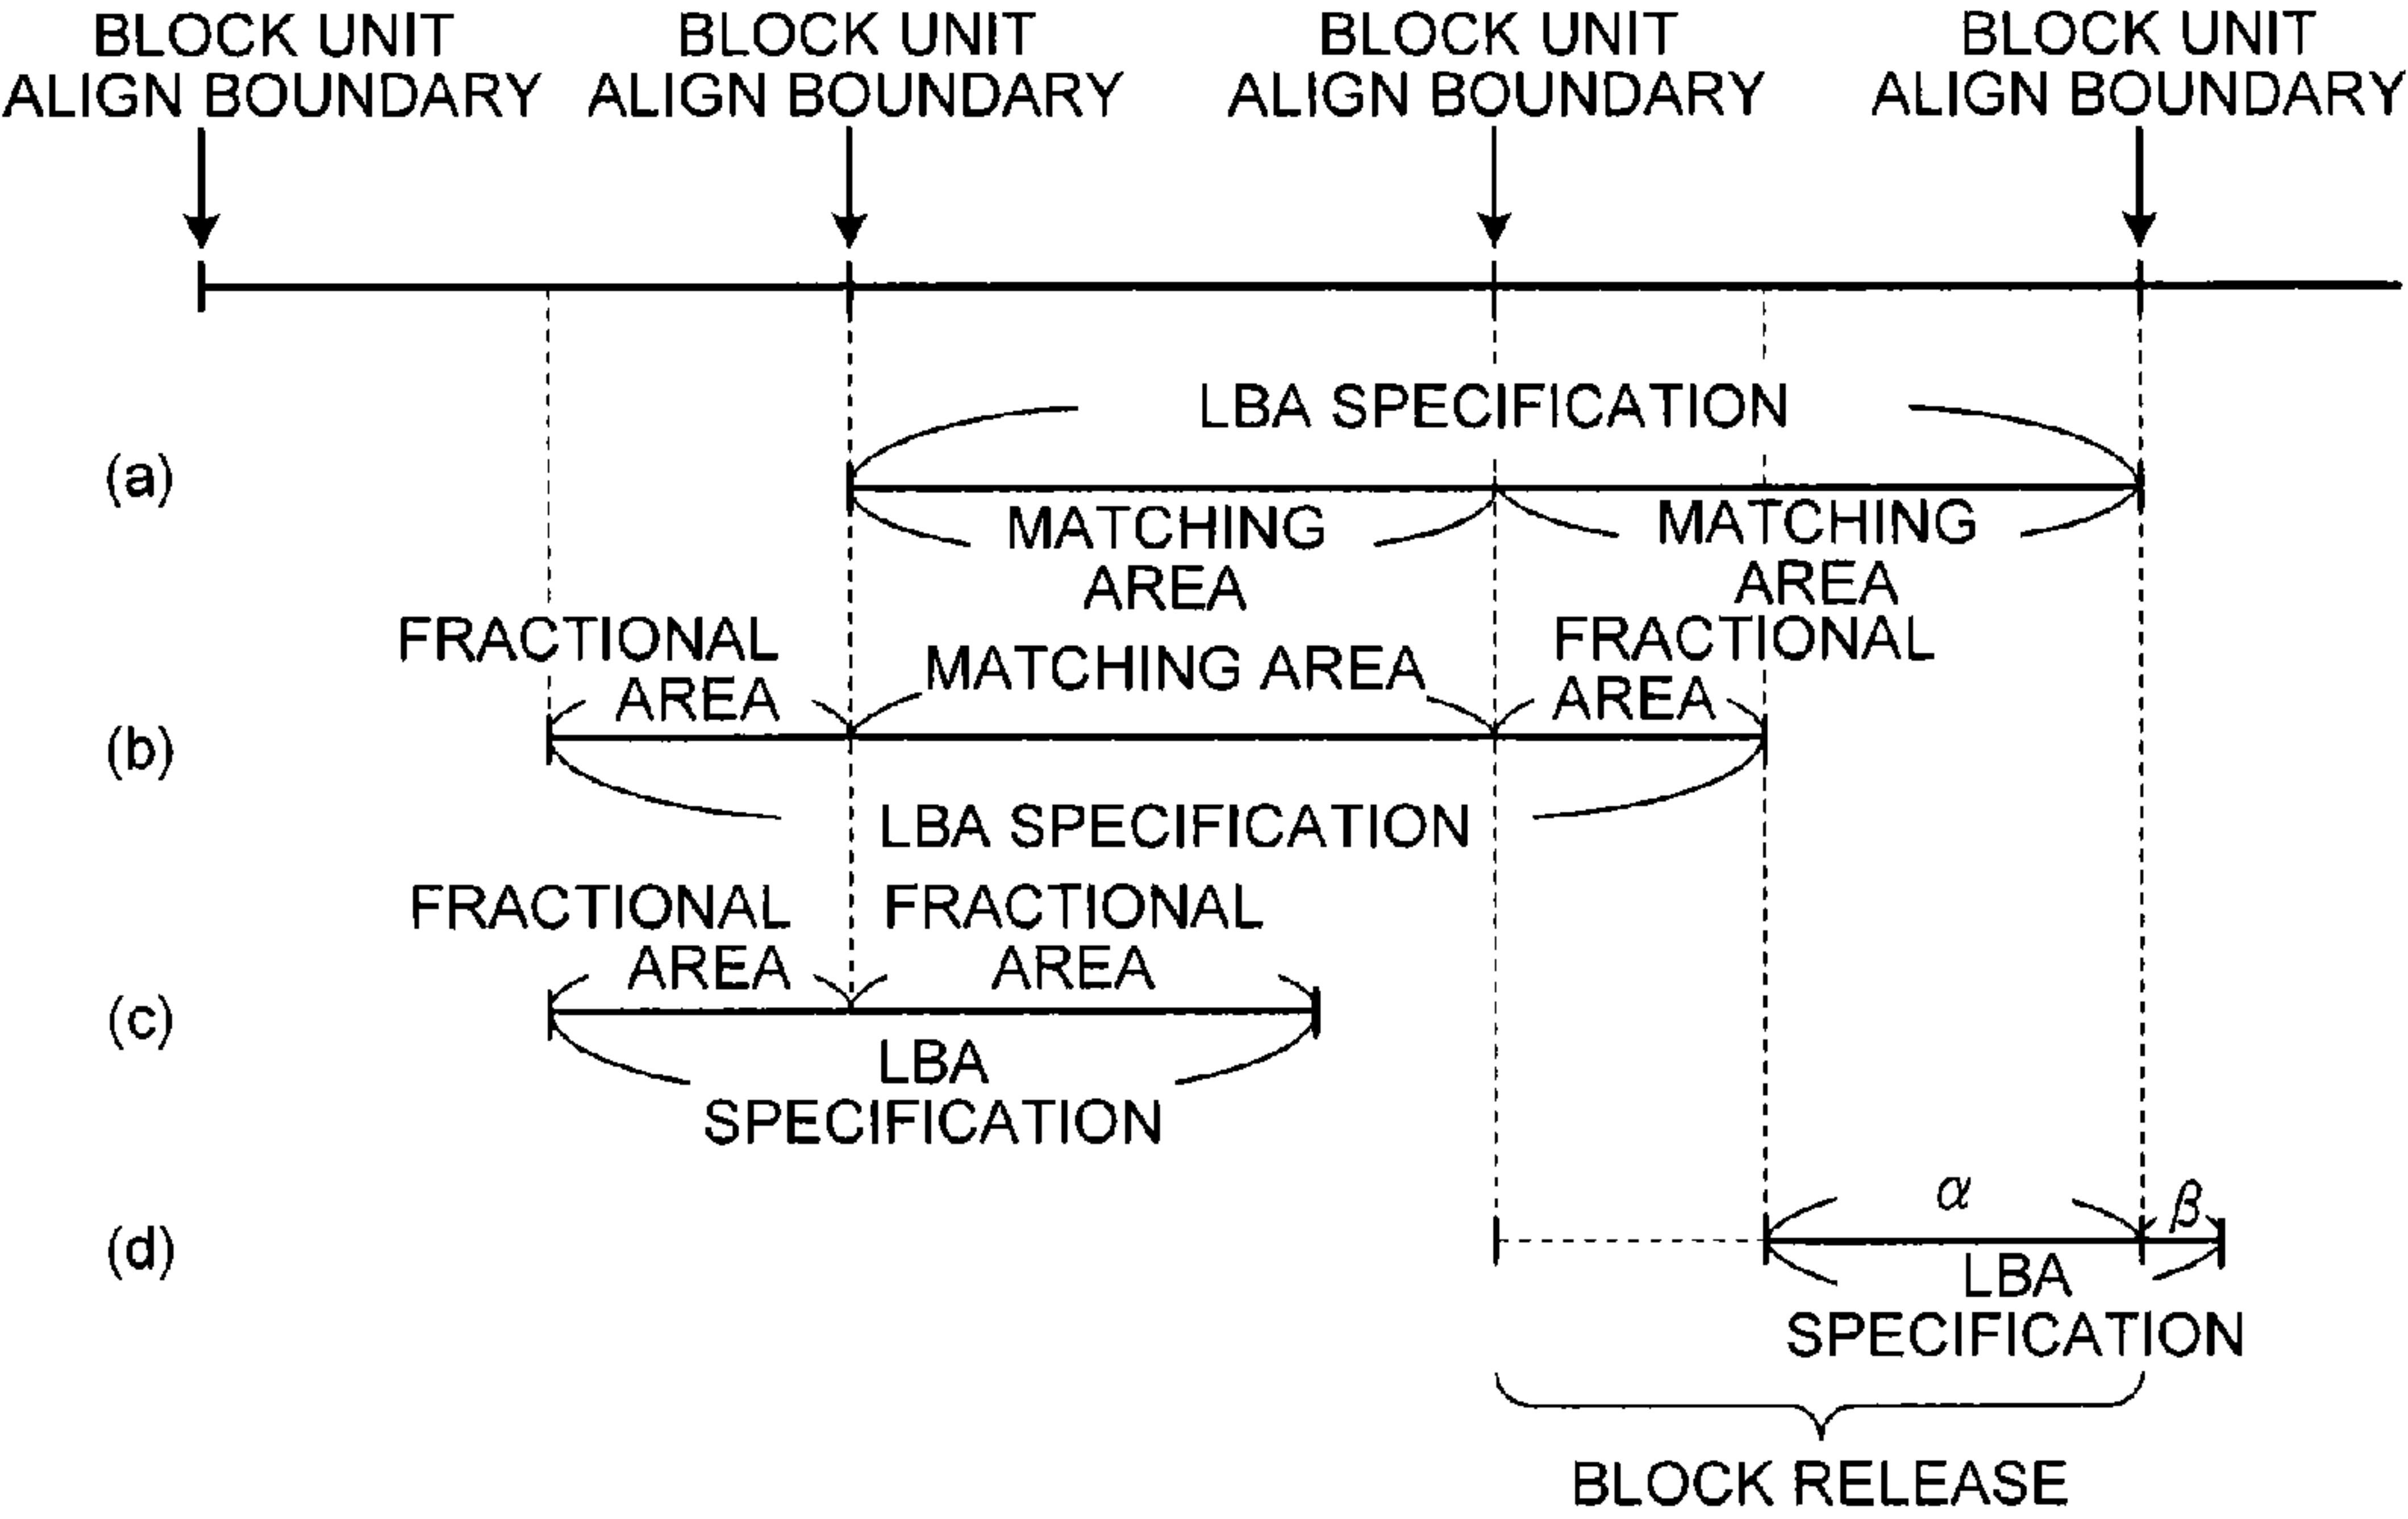 BLOCK UNIT
ALIGN BOUNDARY
BLOCK UNIT
ALIGN BOUNDARY
BLOCK UNIT
ALIGN BOUNDARY
BLOCK UNIT
ALIGN BOUNDARY
(a)
LBA SPECIFICATION
MATCHING
AREA
MATCHING
AREA
(b)
FRACTIONAL
AREA
MATCHING AREA
FRACTIONAL
AREA
LBA SPECIFICATION
(c)
FRACTIONAL
AREA
FRACTIONAL
AREA
LBA
SPECIFICATION
(d)
α
β
LBA
SPECIFICATION
BLOCK RELEASE